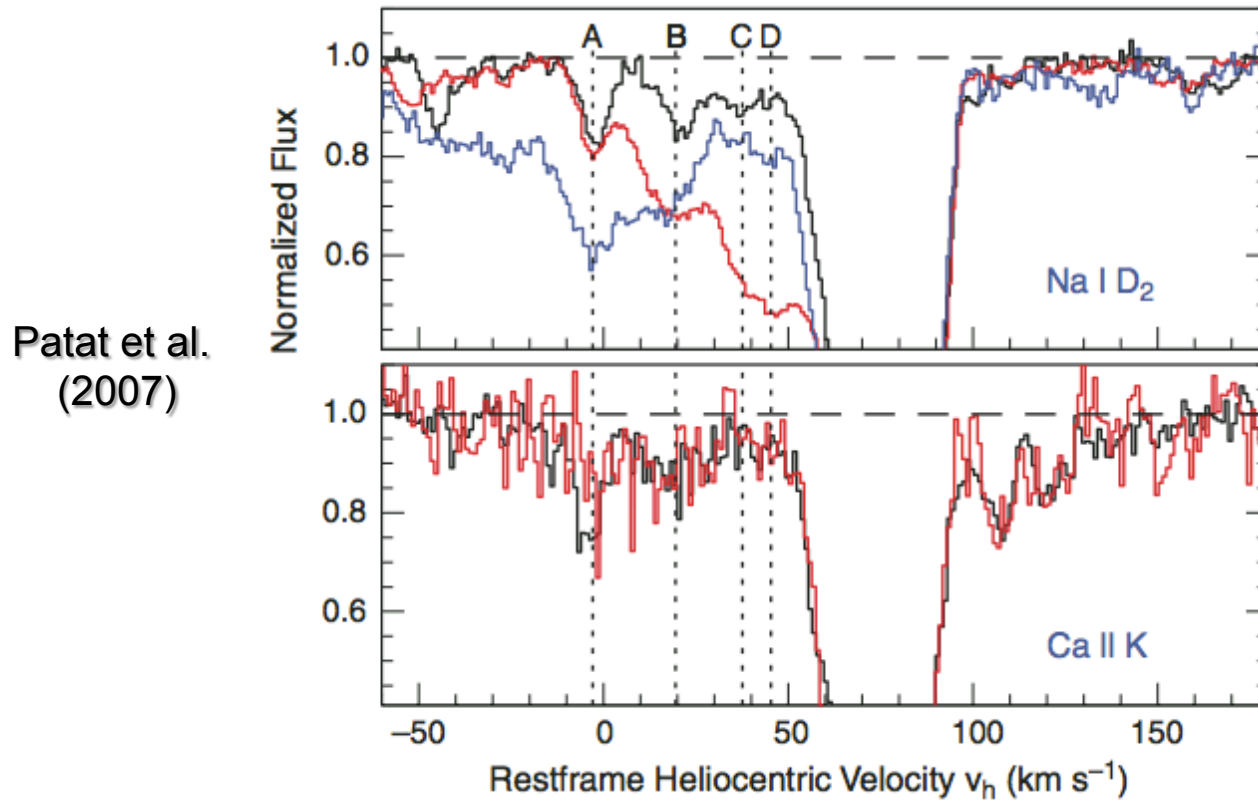 Patat et al.
(2007)
Normalized Flux
A B C D
1.0
0.8
0.6
Na I D₂
1.0
0.8
0.6
Ca II K
−50 0 50 100 150
Restframe Heliocentric Velocity vₕ (km s⁻¹)